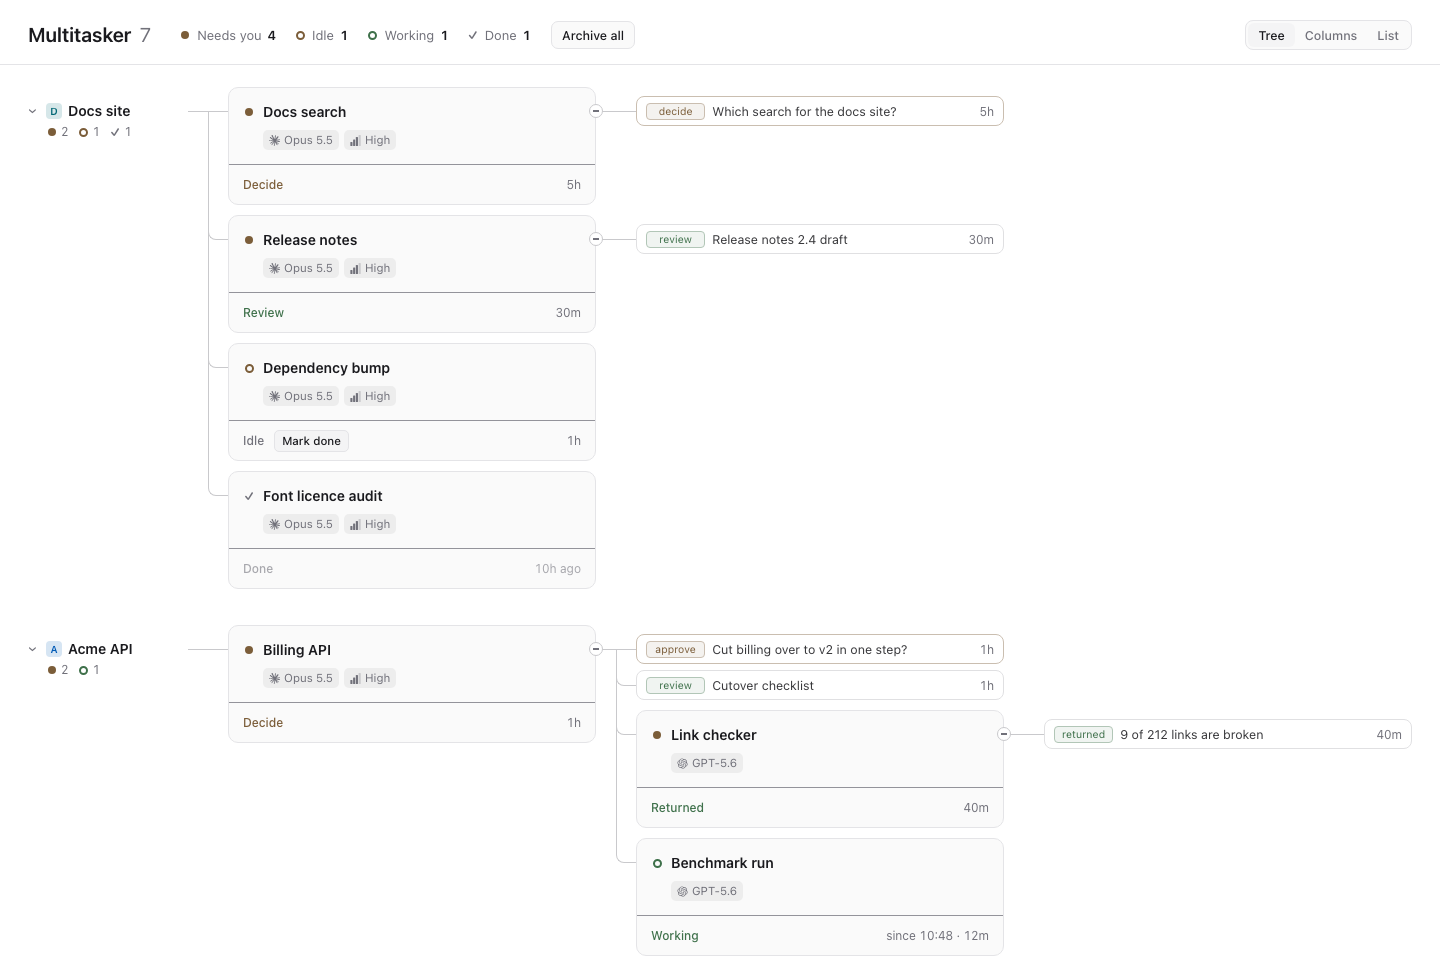 Multitasker 7
Needs you 4
Idle 1
Working 1
Done 1
Archive all
Tree
Columns
List
D Docs site
2 1 1
Docs search
Opus 5.5 High
Decide 5h
decide Which search for the docs site? 5h
Release notes
Opus 5.5 High
Review 30m
review Release notes 2.4 draft 30m
Dependency bump
Opus 5.5 High
Idle Mark done 1h
Font licence audit
Opus 5.5 High
Done 10h ago
A Acme API
2 1
Billing API
Opus 5.5 High
Decide 1h
approve Cut billing over to v2 in one step? 1h
review Cutover checklist 1h
Link checker
GPT-5.6
Returned 40m
returned 9 of 212 links are broken 40m
Benchmark run
GPT-5.6
Working since 10:48 · 12m